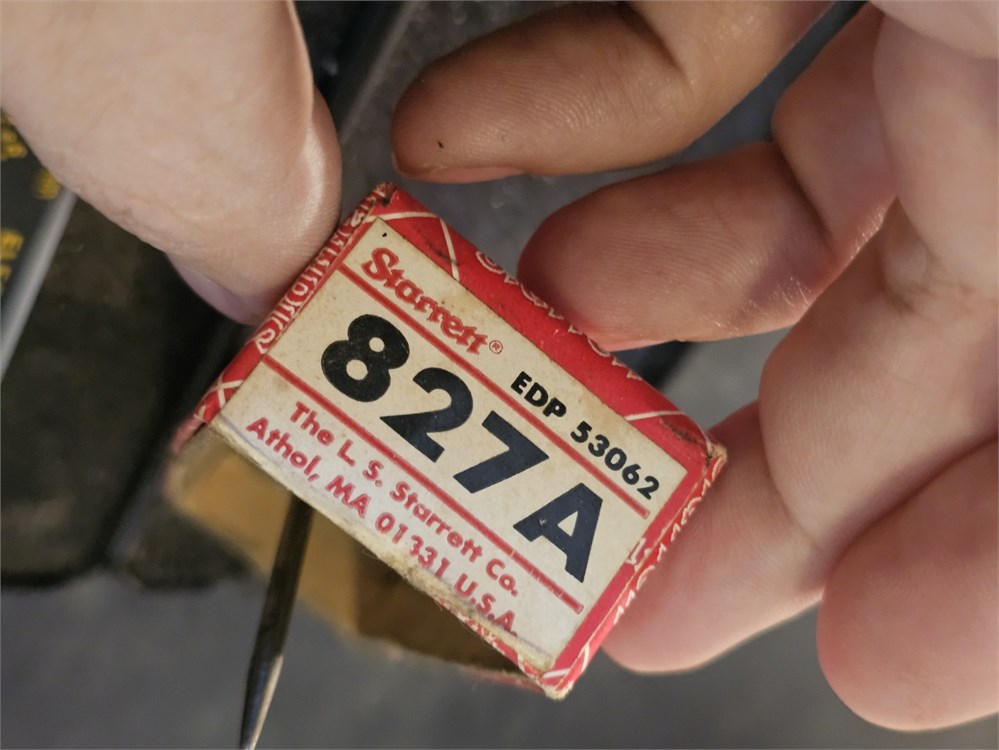 Starrett®
EDP 53062
827A
The L. S. Starrett Co.
Athol, MA 01331 U.S.A.